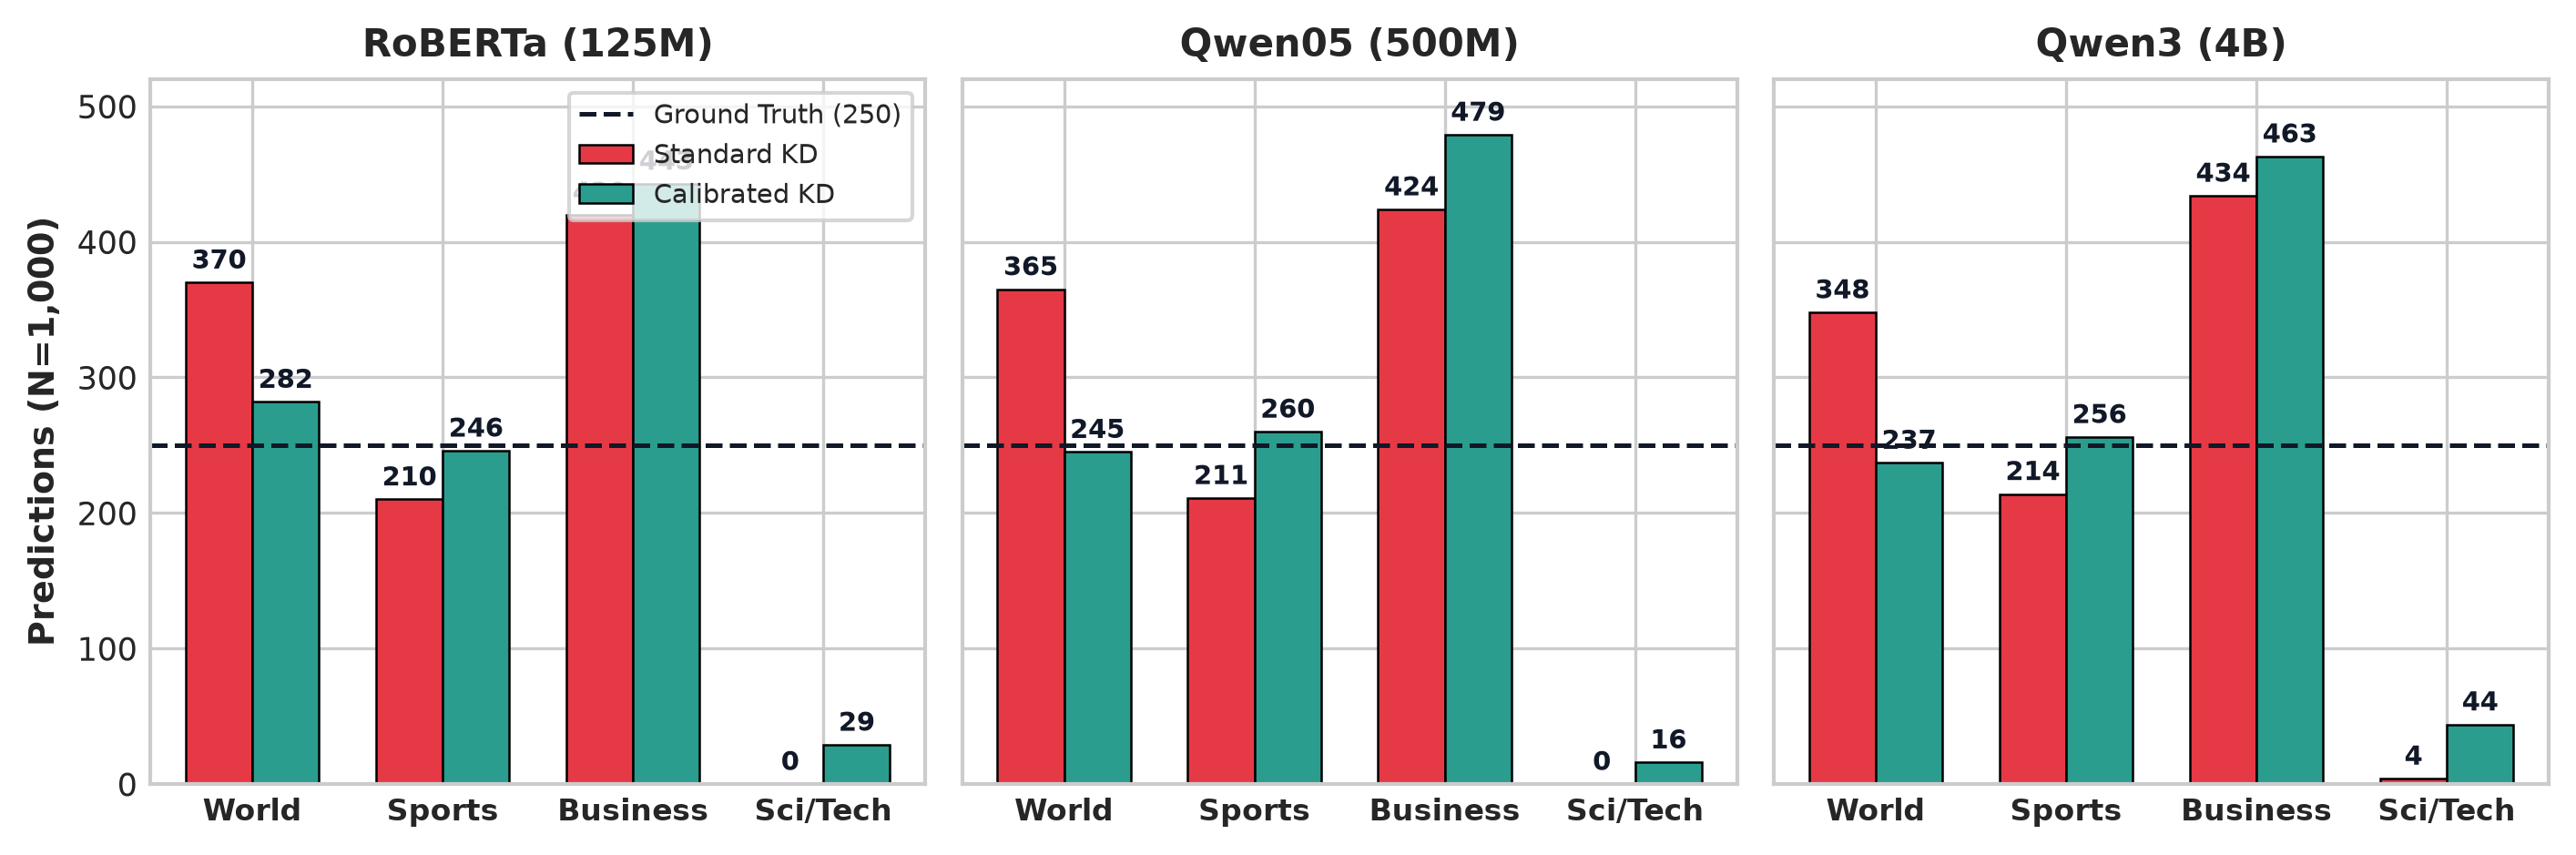 RoBERTa (125M)
Qwen05 (500M)
Qwen3 (4B)
Predictions (N=1,000)
500
400
300
200
100
0
Ground Truth (250)
Standard KD
Calibrated KD
370
282
210
246
443
0
29
World
Sports
Business
Sci/Tech
365
245
211
260
424
479
0
16
World
Sports
Business
Sci/Tech
348
237
214
256
434
463
4
44
World
Sports
Business
Sci/Tech